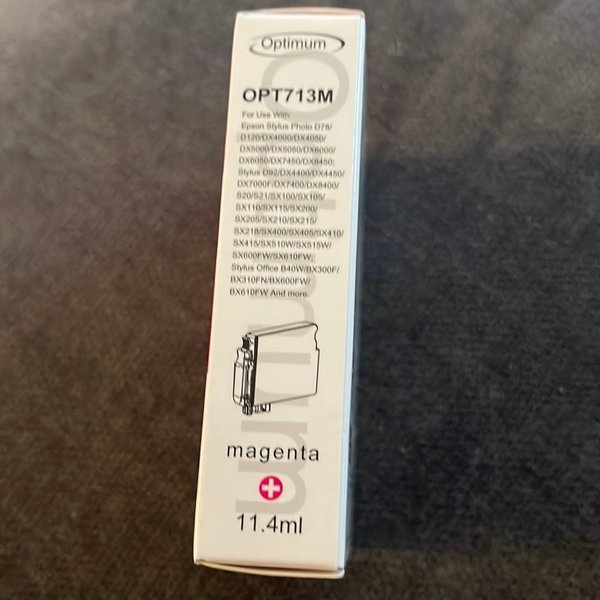 Optimum
OPT713M
For Use With:
Epson Stylus Photo D78/
D120/DX4000/DX4050/
DX5000/DX5050/DX6000/
DX6050/DX7450/DX8450;
Stylus D92/DX4400/DX4450/
DX7000F/DX7400/DX8400/
S20/S21/SX100/SX105/
SX110/SX115/SX200/
SX205/SX210/SX215/
SX218/SX400/SX405/SX410/
SX415/SX510W/SX515W/
SX600FW/SX610FW;
Stylus Office B40W/BX300F/
BX310FN/BX600FW/
BX610FW And more.
Optimum
magenta
11.4ml